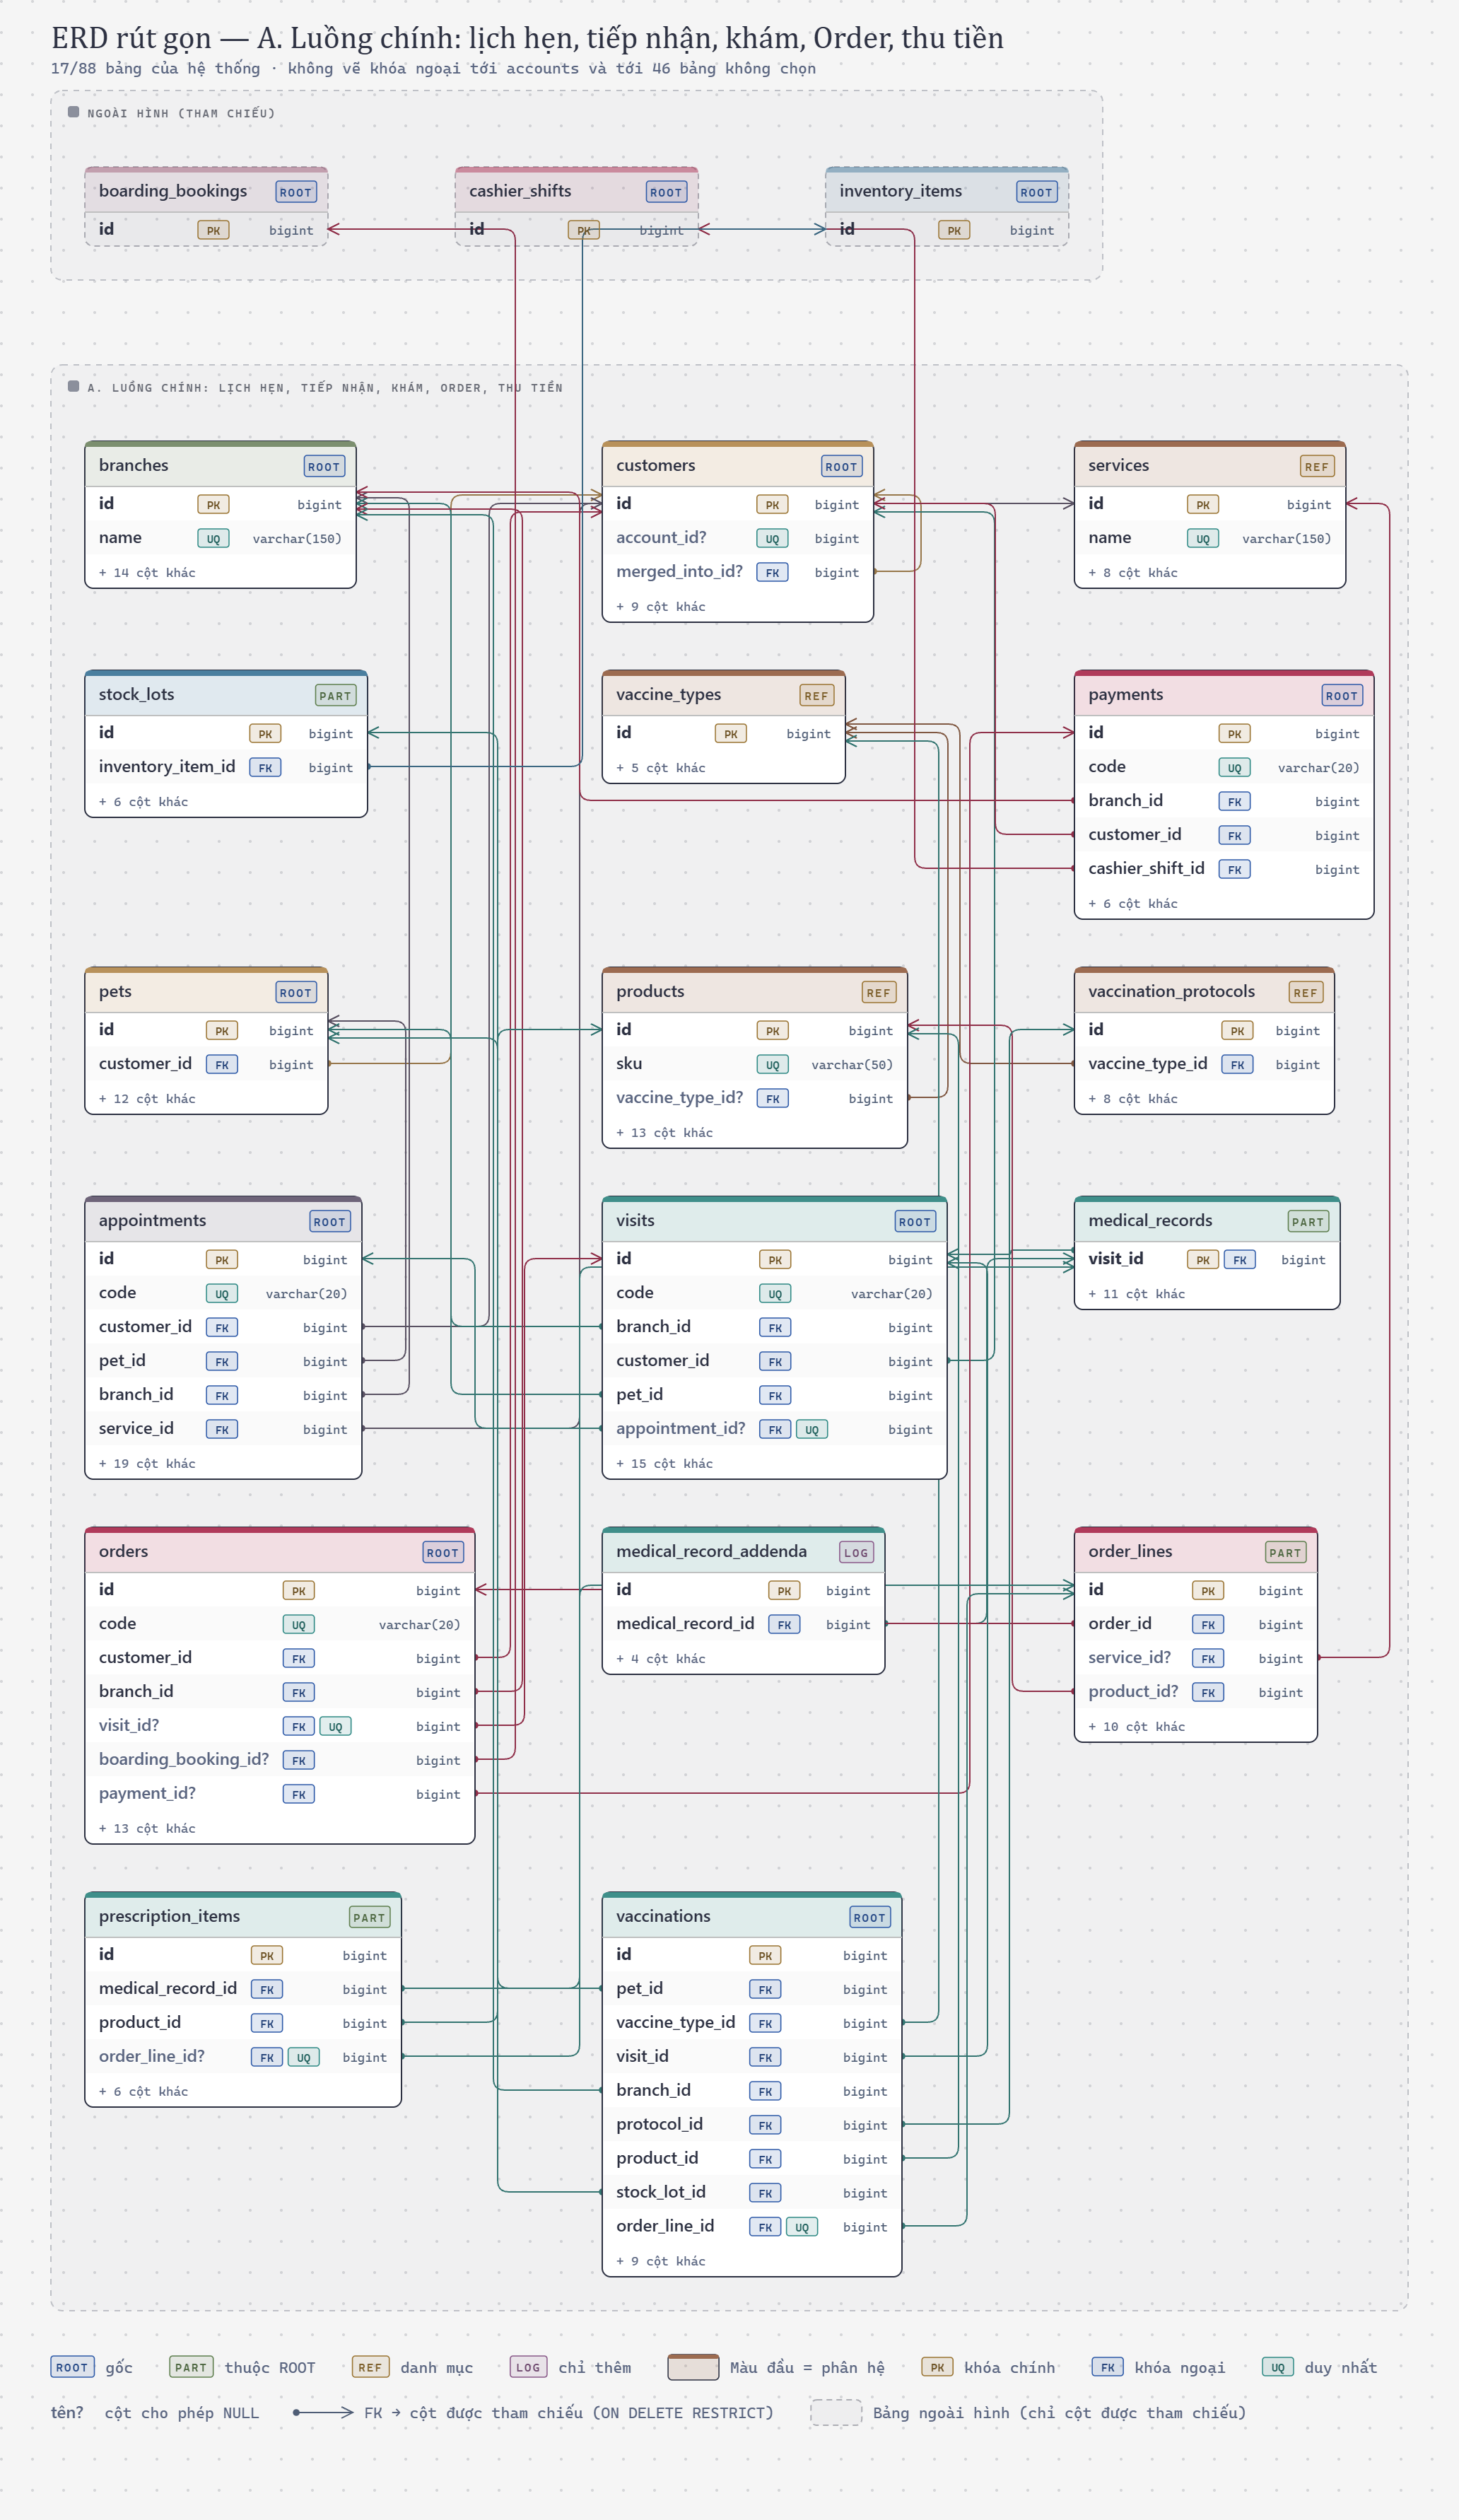 ERD rút gọn — A. Luồng chính: lịch hẹn, tiếp nhận, khám, Order, thu tiền
17/88 bảng của hệ thống · không vẽ khóa ngoại tới accounts và tới 46 bảng không chọn
NGOÀI HÌNH (THAM CHIẾU)
boarding_bookings ROOT
id PK bigint
cashier_shifts ROOT
id PK bigint
inventory_items ROOT
id PK bigint
A. LUỒNG CHÍNH: LỊCH HẸN, TIẾP NHẬN, KHÁM, ORDER, THU TIỀN
branches ROOT
id PK bigint
name UQ varchar(150)
+ 14 cột khác
customers ROOT
id PK bigint
account_id? UQ bigint
merged_into_id? FK bigint
+ 9 cột khác
services REF
id PK bigint
name UQ varchar(150)
+ 8 cột khác
stock_lots PART
id PK bigint
inventory_item_id FK bigint
+ 6 cột khác
vaccine_types REF
id PK bigint
+ 5 cột khác
payments ROOT
id PK bigint
code UQ varchar(20)
branch_id FK bigint
customer_id FK bigint
cashier_shift_id FK bigint
+ 6 cột khác
pets ROOT
id PK bigint
customer_id FK bigint
+ 12 cột khác
products REF
id PK bigint
sku UQ varchar(50)
vaccine_type_id? FK bigint
+ 13 cột khác
vaccination_protocols REF
id PK bigint
vaccine_type_id FK bigint
+ 8 cột khác
appointments ROOT
id PK bigint
code UQ varchar(20)
customer_id FK bigint
pet_id FK bigint
branch_id FK bigint
service_id FK bigint
+ 19 cột khác
visits ROOT
id PK bigint
code UQ varchar(20)
branch_id FK bigint
customer_id FK bigint
pet_id FK bigint
appointment_id? FK UQ bigint
+ 15 cột khác
medical_records PART
visit_id PK FK bigint
+ 11 cột khác
orders ROOT
id PK bigint
code UQ varchar(20)
customer_id FK bigint
branch_id FK bigint
visit_id? FK UQ bigint
boarding_booking_id? FK bigint
payment_id? FK bigint
+ 13 cột khác
medical_record_addenda LOG
id PK bigint
medical_record_id FK bigint
+ 4 cột khác
order_lines PART
id PK bigint
order_id FK bigint
service_id? FK bigint
product_id? FK bigint
+ 10 cột khác
prescription_items PART
id PK bigint
medical_record_id FK bigint
product_id FK bigint
order_line_id? FK UQ bigint
+ 6 cột khác
vaccinations ROOT
id PK bigint
pet_id FK bigint
vaccine_type_id FK bigint
visit_id FK bigint
branch_id FK bigint
protocol_id FK bigint
product_id FK bigint
stock_lot_id FK bigint
order_line_id FK UQ bigint
+ 9 cột khác
ROOT gốc PART thuộc ROOT REF danh mục LOG chỉ thêm Màu đầu = phân hệ PK khóa chính FK khóa ngoại UQ duy nhất
tên? cột cho phép NULL FK → cột được tham chiếu (ON DELETE RESTRICT) Bảng ngoài hình (chỉ cột được tham chiếu)